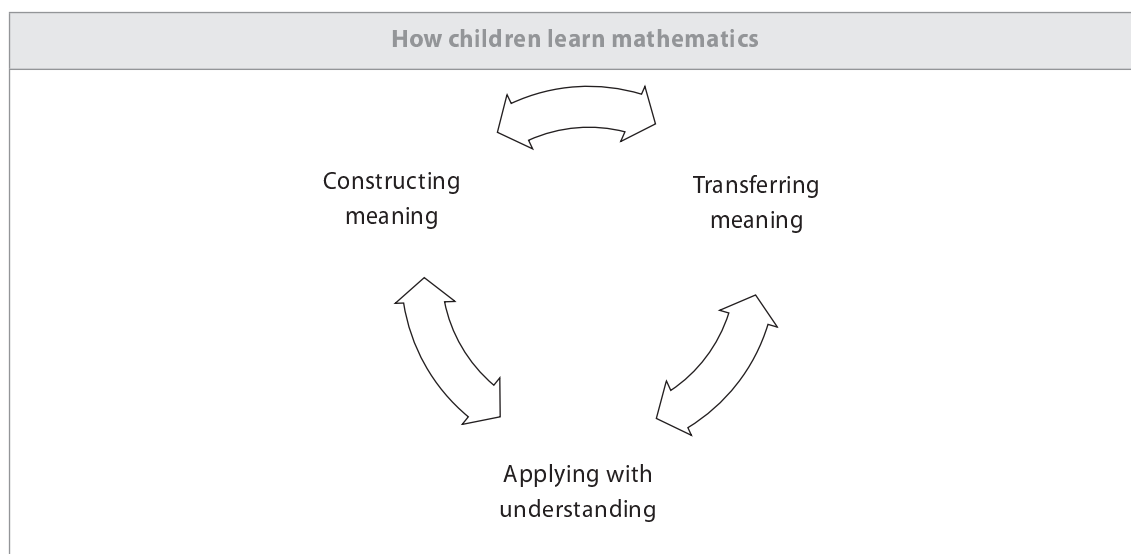 How children learn mathematics
Constructing
meaning
Transferring
meaning
Applying with
understanding